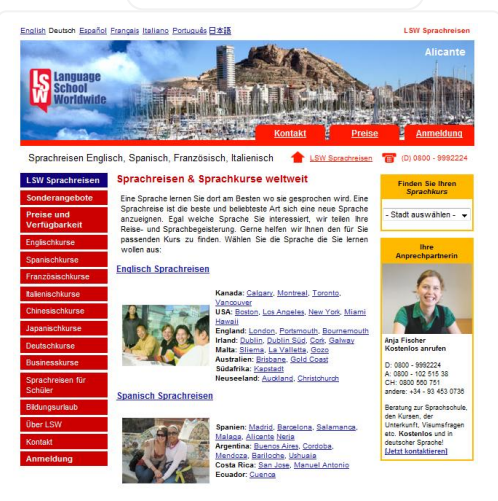 English Deutsch Español Français Italiano Português 日本語
LSW Sprachreisen
Alicante
LSW
Language
School
Worldwide
Kontakt
Preise
Anmeldung
Sprachreisen Englisch, Spanisch, Französisch, Italienisch
LSW Sprachreisen
(D) 0800 - 9992224
LSW Sprachreisen
Sonderangebote
Preise und
Verfügbarkeit
Englischkurse
Spanischkurse
Französischkurse
Italienischkurse
Chinesischkurse
Japanischkurse
Deutschkurse
Businesskurse
Sprachreisen für
Schüler
Bildungsurlaub
Über LSW
Kontakt
Anmeldung
Sprachreisen & Sprachkurse weltweit
Eine Sprache lernen Sie dort am Besten wo sie gesprochen wird. Eine
Sprachreise ist die beste und beliebteste Art sich eine neue Sprache
anzueignen. Egal welche Sprache Sie interessiert, wir teilen Ihre
Reise- und Sprachbegeisterung. Gerne helfen wir Ihnen den für Sie
passenden Kurs zu finden. Wählen Sie die Sprache die Sie lernen
wollen aus:
Englisch Sprachreisen
Kanada: Calgary, Montreal, Toronto,
Vancouver
USA: Boston, Los Angeles, New York, Miami
Hawaii
England: London, Portsmouth, Bournemouth
Irland: Dublin, Dublin Süd, Cork, Galway
Malta: Sliema, La Valletta, Gozo
Australien: Brisbane, Gold Coast
Südafrika: Kapstadt
Neuseeland: Auckland, Christchurch
Spanisch Sprachreisen
Spanien: Madrid, Barcelona, Salamanca,
Malaga, Alicante Nerja
Argentina: Buenos Aires, Cordoba,
Mendoza, Bariloche, Ushuaia
Costa Rica: San Jose, Manuel Antonio
Ecuador: Cuenca
Finden Sie Ihren
Sprachkurs
- Stadt auswählen -
Ihre
Anprechpartnerin
Anja Fischer
Kostenlos anrufen
D: 0800 - 9992224
A: 0800 - 102 515 38
CH: 0800 560 751
andere: +34 - 93 453 0736
Beratung zur Sprachschule,
den Kursen, der
Unterkunft, Visumsfragen
etc. Kostenlos und in
deutscher Sprache!
[Jetzt kontaktieren]